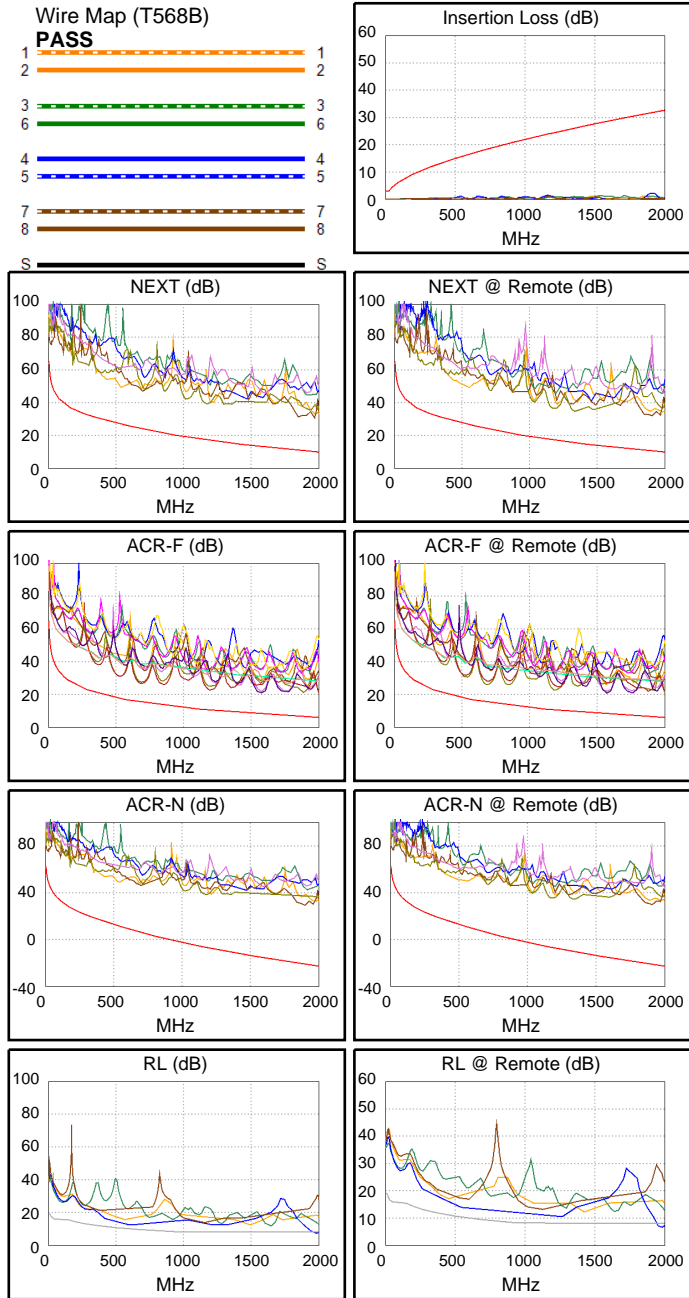 Wire Map (T568B)
PASS
1 1
2 2
3 3
6 6
4 4
5 5
7 7
8 8
S S
Insertion Loss (dB)
60
50
40
30
20
10
0
0 500 1000 1500 2000
MHz
NEXT (dB)
100
80
60
40
20
0
0 500 1000 1500 2000
MHz
NEXT @ Remote (dB)
100
80
60
40
20
0
0 500 1000 1500 2000
MHz
ACR-F (dB)
100
80
60
40
20
0
0 500 1000 1500 2000
MHz
ACR-F @ Remote (dB)
100
80
60
40
20
0
0 500 1000 1500 2000
MHz
ACR-N (dB)
80
40
0
-40
0 500 1000 1500 2000
MHz
ACR-N @ Remote (dB)
80
40
0
-40
0 500 1000 1500 2000
MHz
RL (dB)
100
80
60
40
20
0
0 500 1000 1500 2000
MHz
RL @ Remote (dB)
60
50
40
30
20
10
0
0 500 1000 1500 2000
MHz